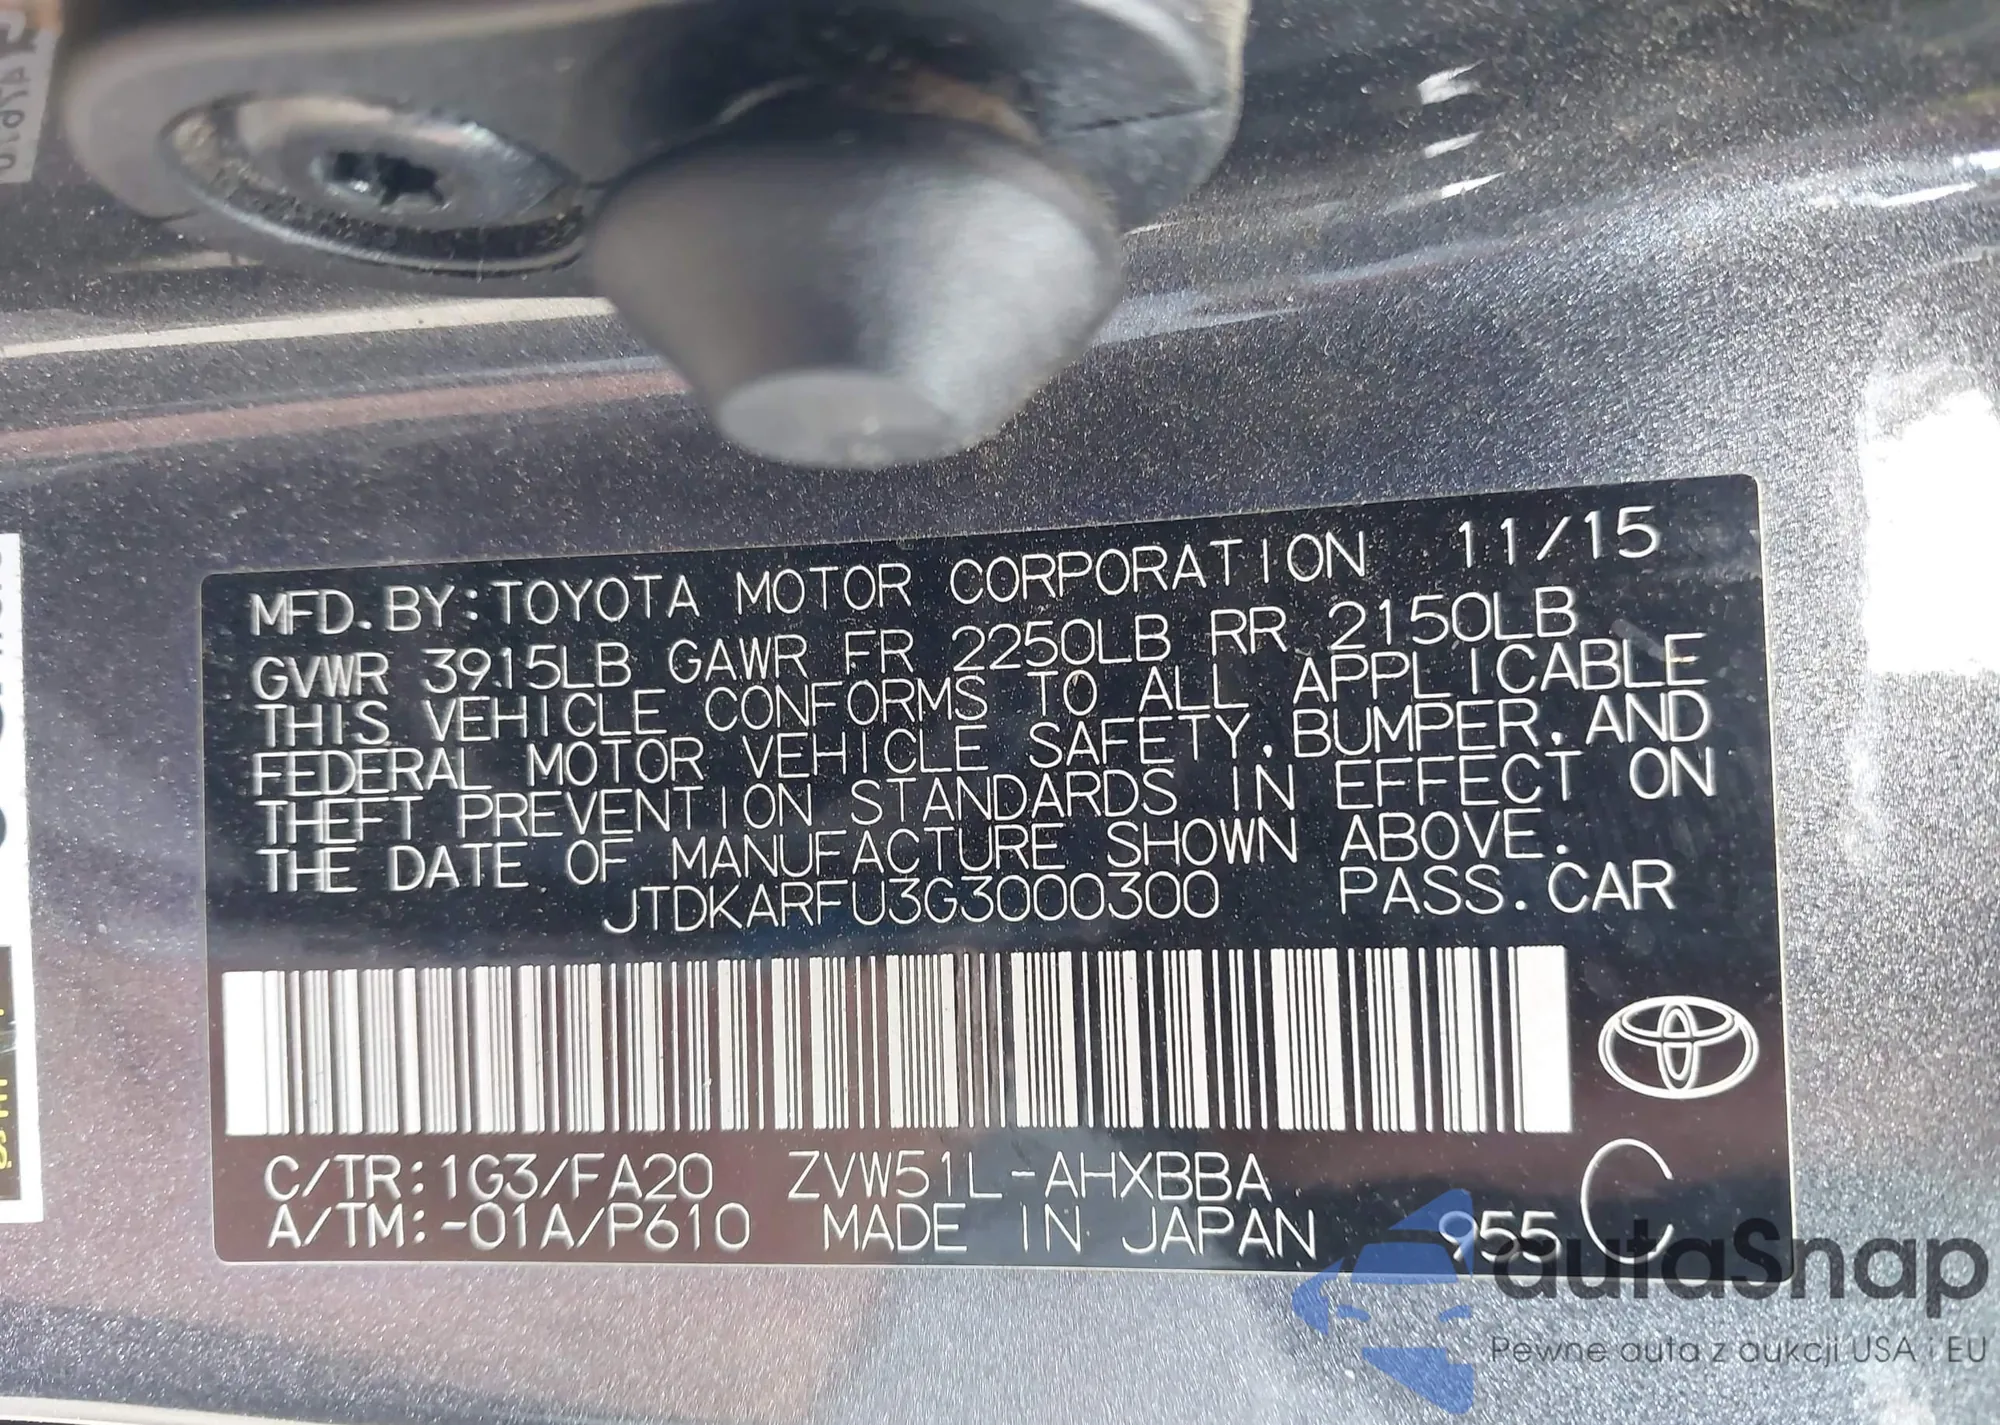 MFD. BY: TOYOTA MOTOR CORPORATION 11/15
GVWR 3915LB GAWR FR 2250LB RR 2150LB
THIS VEHICLE CONFORMS TO ALL APPLICABLE
FEDERAL MOTOR VEHICLE SAFETY, BUMPER, AND
THEFT PREVENTION STANDARDS IN EFFECT ON
THE DATE OF MANUFACTURE SHOWN ABOVE.
JTDKARFU3G3000300 PASS. CAR
C/TR: 1G3/FA20 ZVW51L-AHXBBA C
A/TM: -01A/P610 MADE IN JAPAN 955
autaSnap
Pewne auta z aukcji USA i EU